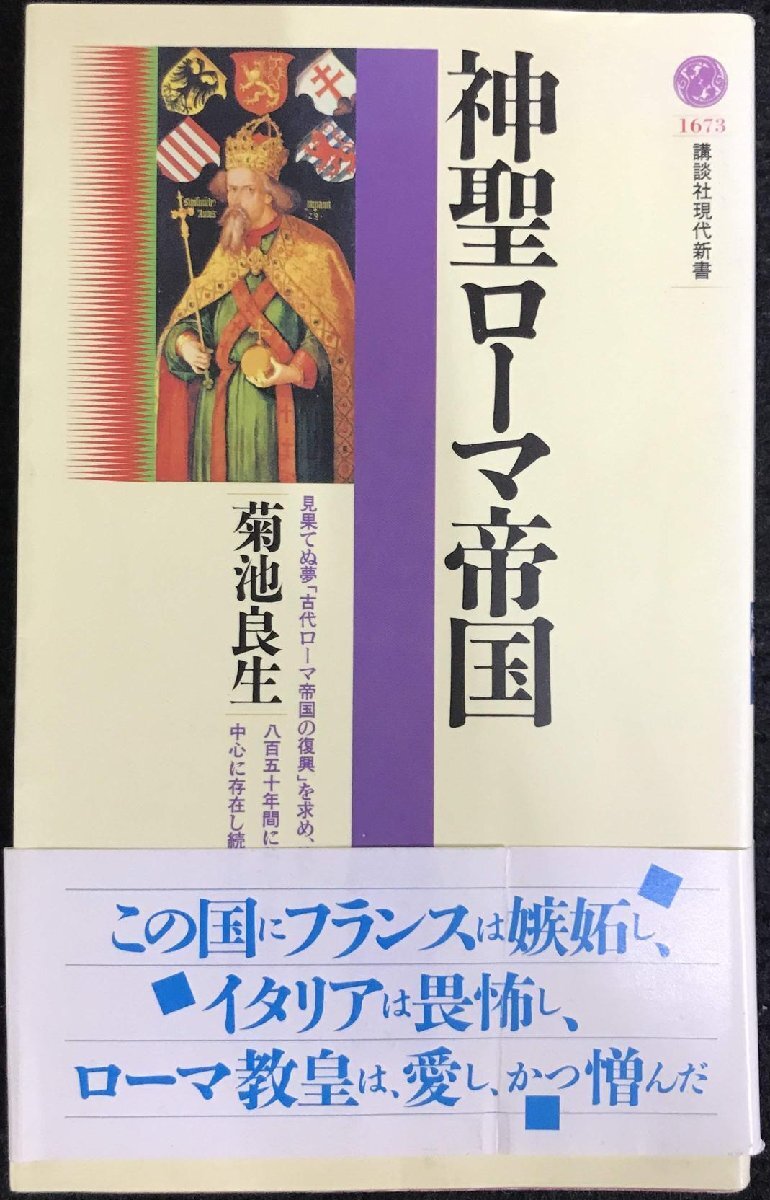 1673
講談社現代新書
神聖ローマ帝国
見果てぬ夢「古代ローマ帝国の復興」を求め、
八百五十年間に
中心に存在し続
菊池良生
この国にフランスは嫉妬し、
イタリアは畏怖し、
ローマ教皇は、愛し、かつ憎んだ